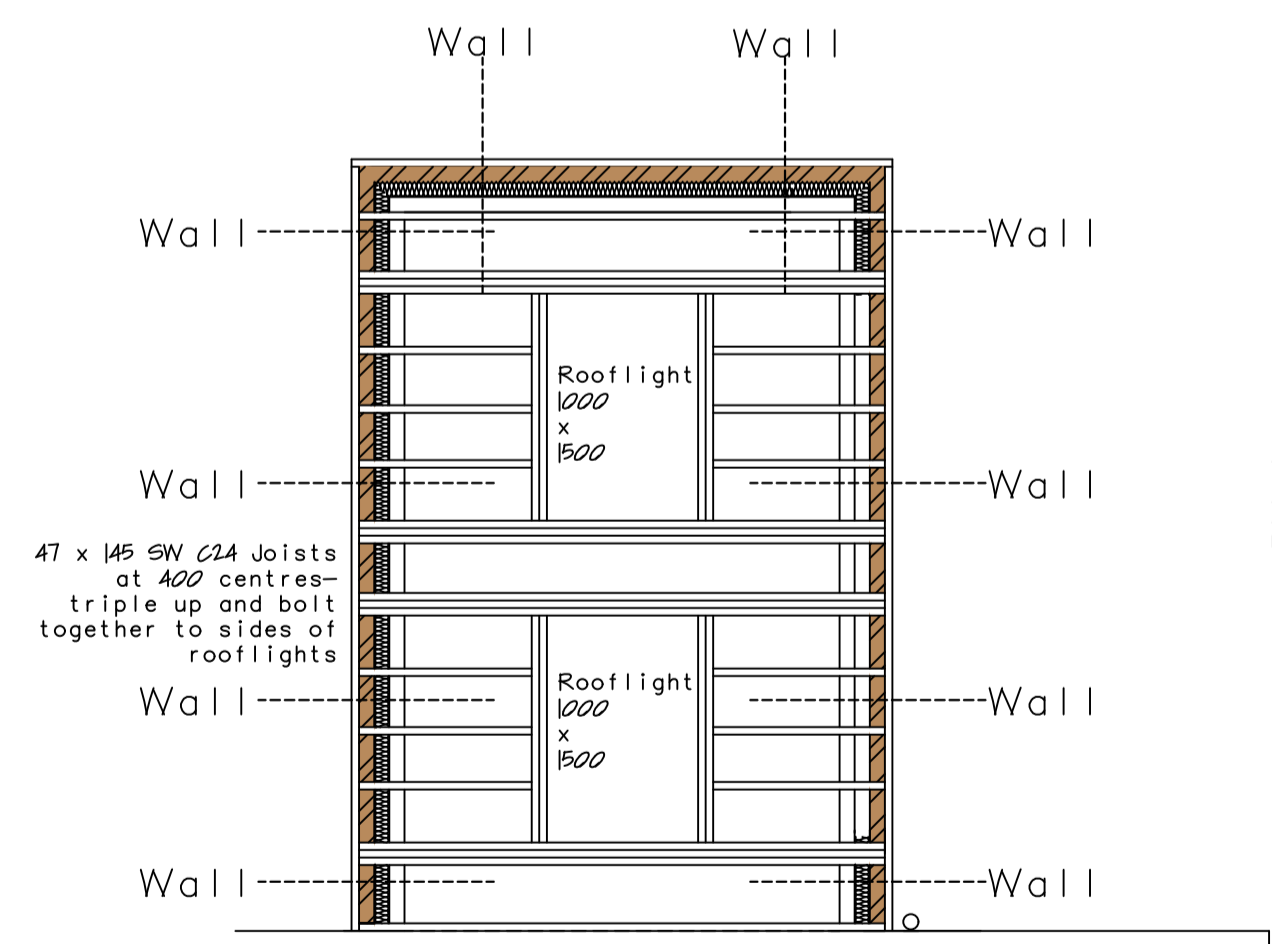 Wall Wall
Wall Wall
Rooflight
1000
x
1500
Wall Wall
47 x 145 SW C24 Joists
at 400 centres–
triple up and bolt
together to sides of
rooflights
Rooflight
1000
x
1500
Wall Wall
Wall Wall